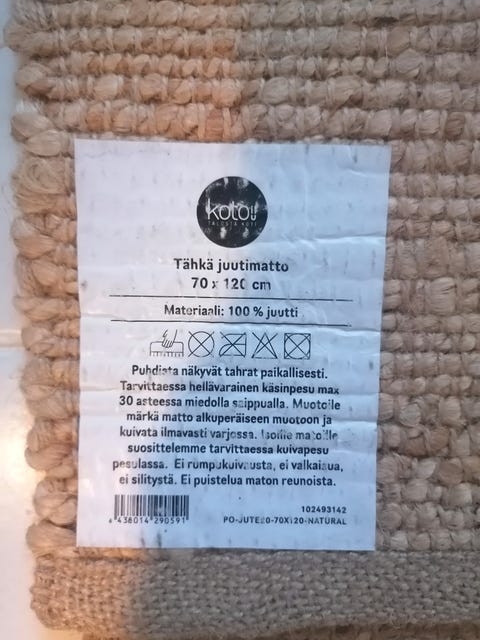 koto
TALOSTA KOTI
Tähkä juutimatto
70 x 120 cm
Materiaali: 100 % juutti
Puhdista näkyvät tahrat paikallisesti.
Tarvittaessa hellävarainen käsinpesu max
30 asteessa miedolla saippualla. Muotoile
märkä matto alkuperäiseen muotoon ja
kuivata ilmavasti varjossa. Isoille matoille
suosittelemme tarvittaessa kuivapesu
pesulassa. Ei rumpukuivausta, ei valkaisua,
ei silitystä. Ei puistelua maton reunoista.
102493142
6 438014 290591
PO-JUTE20-70X120-NATURAL